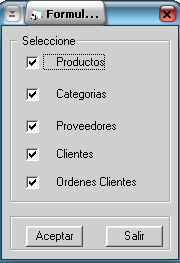 Formul...
Seleccione
Productos
Categorias
Proveedores
Clientes
Ordenes Clientes
Aceptar Salir